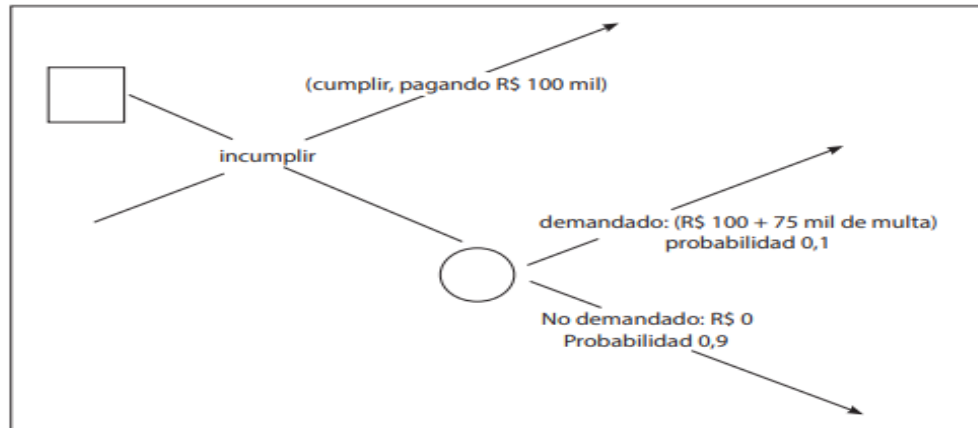 (cumplir, pagando R$ 100 mil)
incumplir
demandado: (R$ 100 + 75 mil de multa)
probabilidad 0,1
No demandado: R$ 0
Probabilidad 0,9